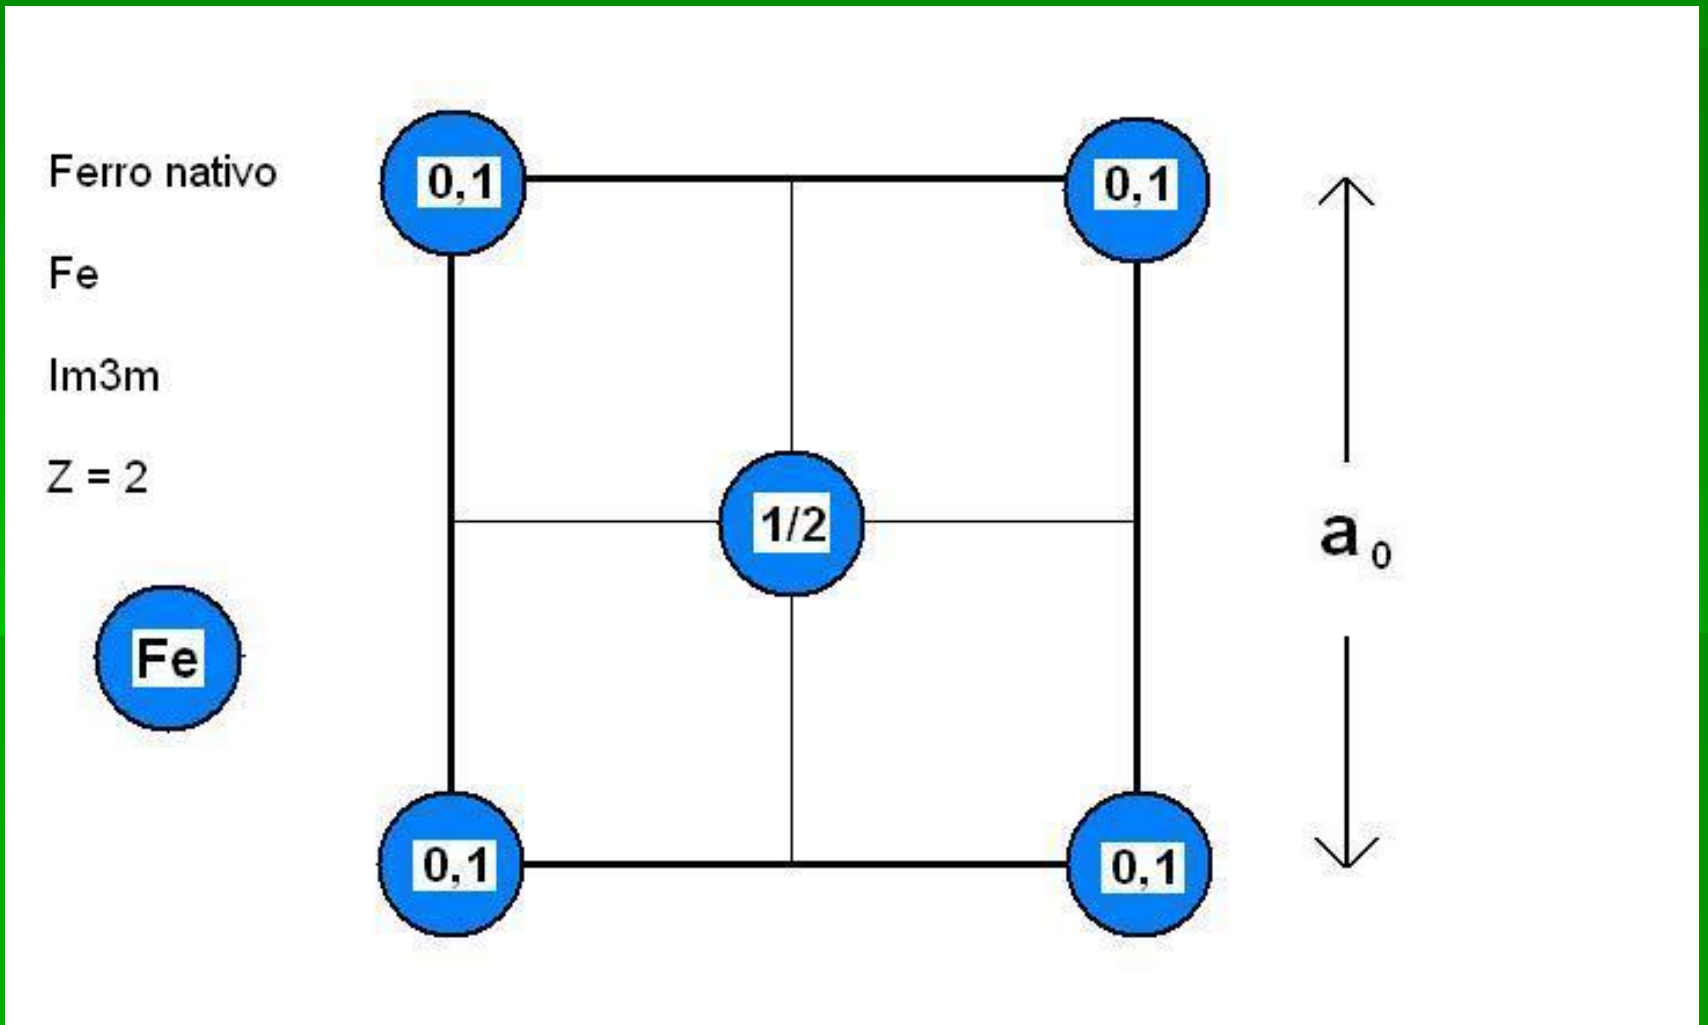 Ferro nativo
Fe
Im3m
Z = 2
Fe
0,1
0,1
1/2
0,1
0,1
a₀